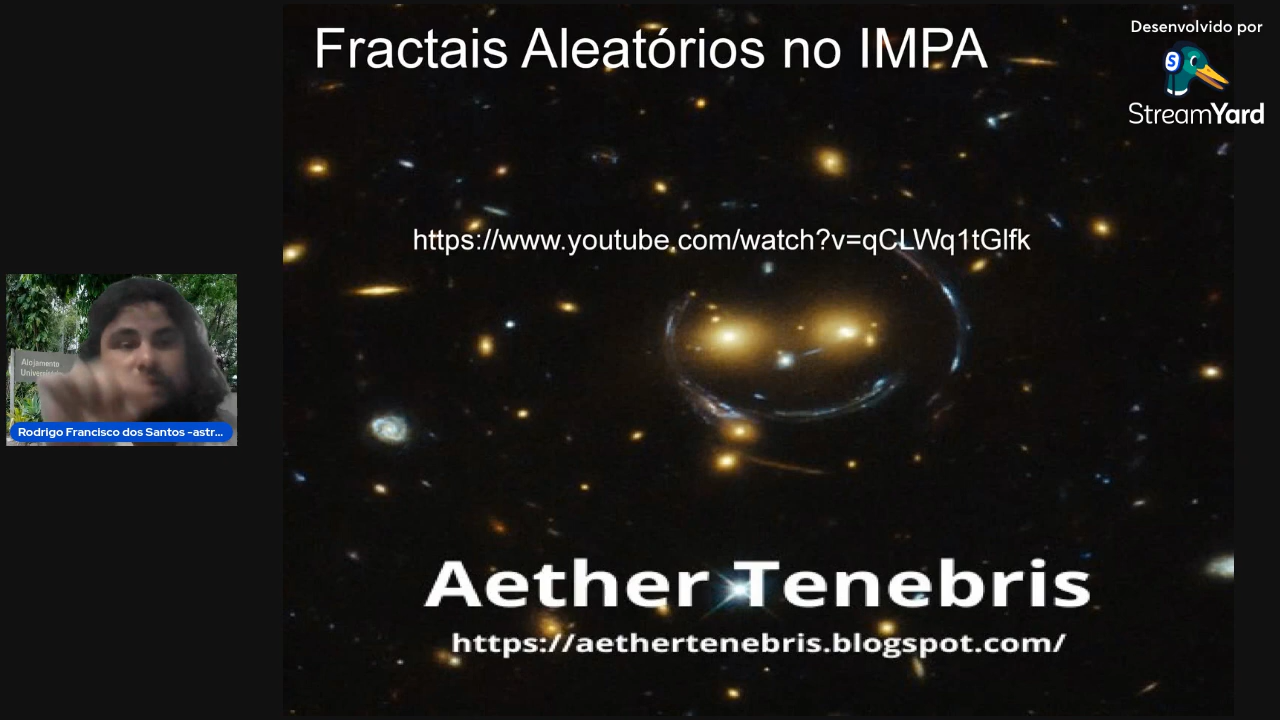 Fractais Aleatórios no IMPA
Desenvolvido por
StreamYard
https://www.youtube.com/watch?v=qCLWq1tGlfk
Alojamento
Rodrigo Francisco dos Santos -astr...
Aether Tenebris
https://aethertenebris.blogspot.com/